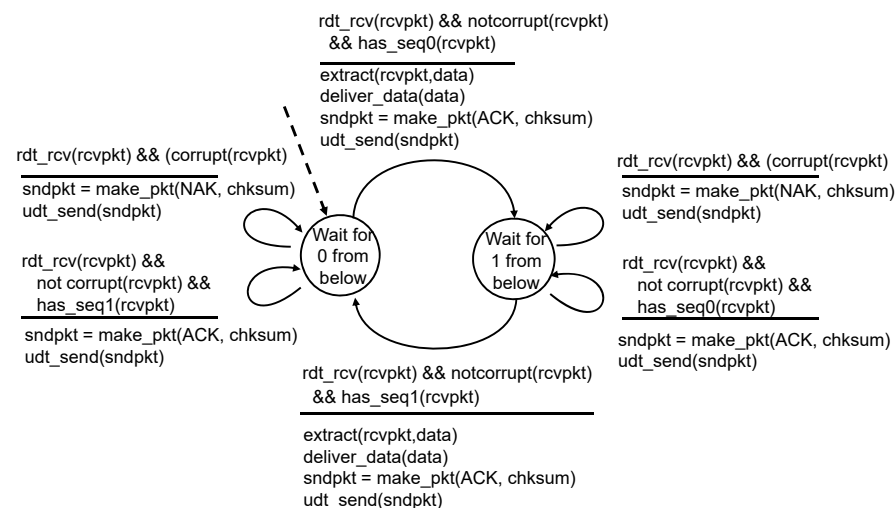 rdt_rcv(rcvpkt) && notcorrupt(rcvpkt)
&& has_seq0(rcvpkt)
extract(rcvpkt,data)
deliver_data(data)
sndpkt = make_pkt(ACK, chksum)
udt_send(sndpkt)
rdt_rcv(rcvpkt) && (corrupt(rcvpkt)
sndpkt = make_pkt(NAK, chksum)
udt_send(sndpkt)
rdt_rcv(rcvpkt) &&
not corrupt(rcvpkt) &&
has_seq1(rcvpkt)
sndpkt = make_pkt(ACK, chksum)
udt_send(sndpkt)
Wait for
0 from
below
Wait for
1 from
below
rdt_rcv(rcvpkt) && (corrupt(rcvpkt)
sndpkt = make_pkt(NAK, chksum)
udt_send(sndpkt)
rdt_rcv(rcvpkt) &&
not corrupt(rcvpkt) &&
has_seq0(rcvpkt)
sndpkt = make_pkt(ACK, chksum)
udt_send(sndpkt)
rdt_rcv(rcvpkt) && notcorrupt(rcvpkt)
&& has_seq1(rcvpkt)
extract(rcvpkt,data)
deliver_data(data)
sndpkt = make_pkt(ACK, chksum)
udt_send(sndpkt)